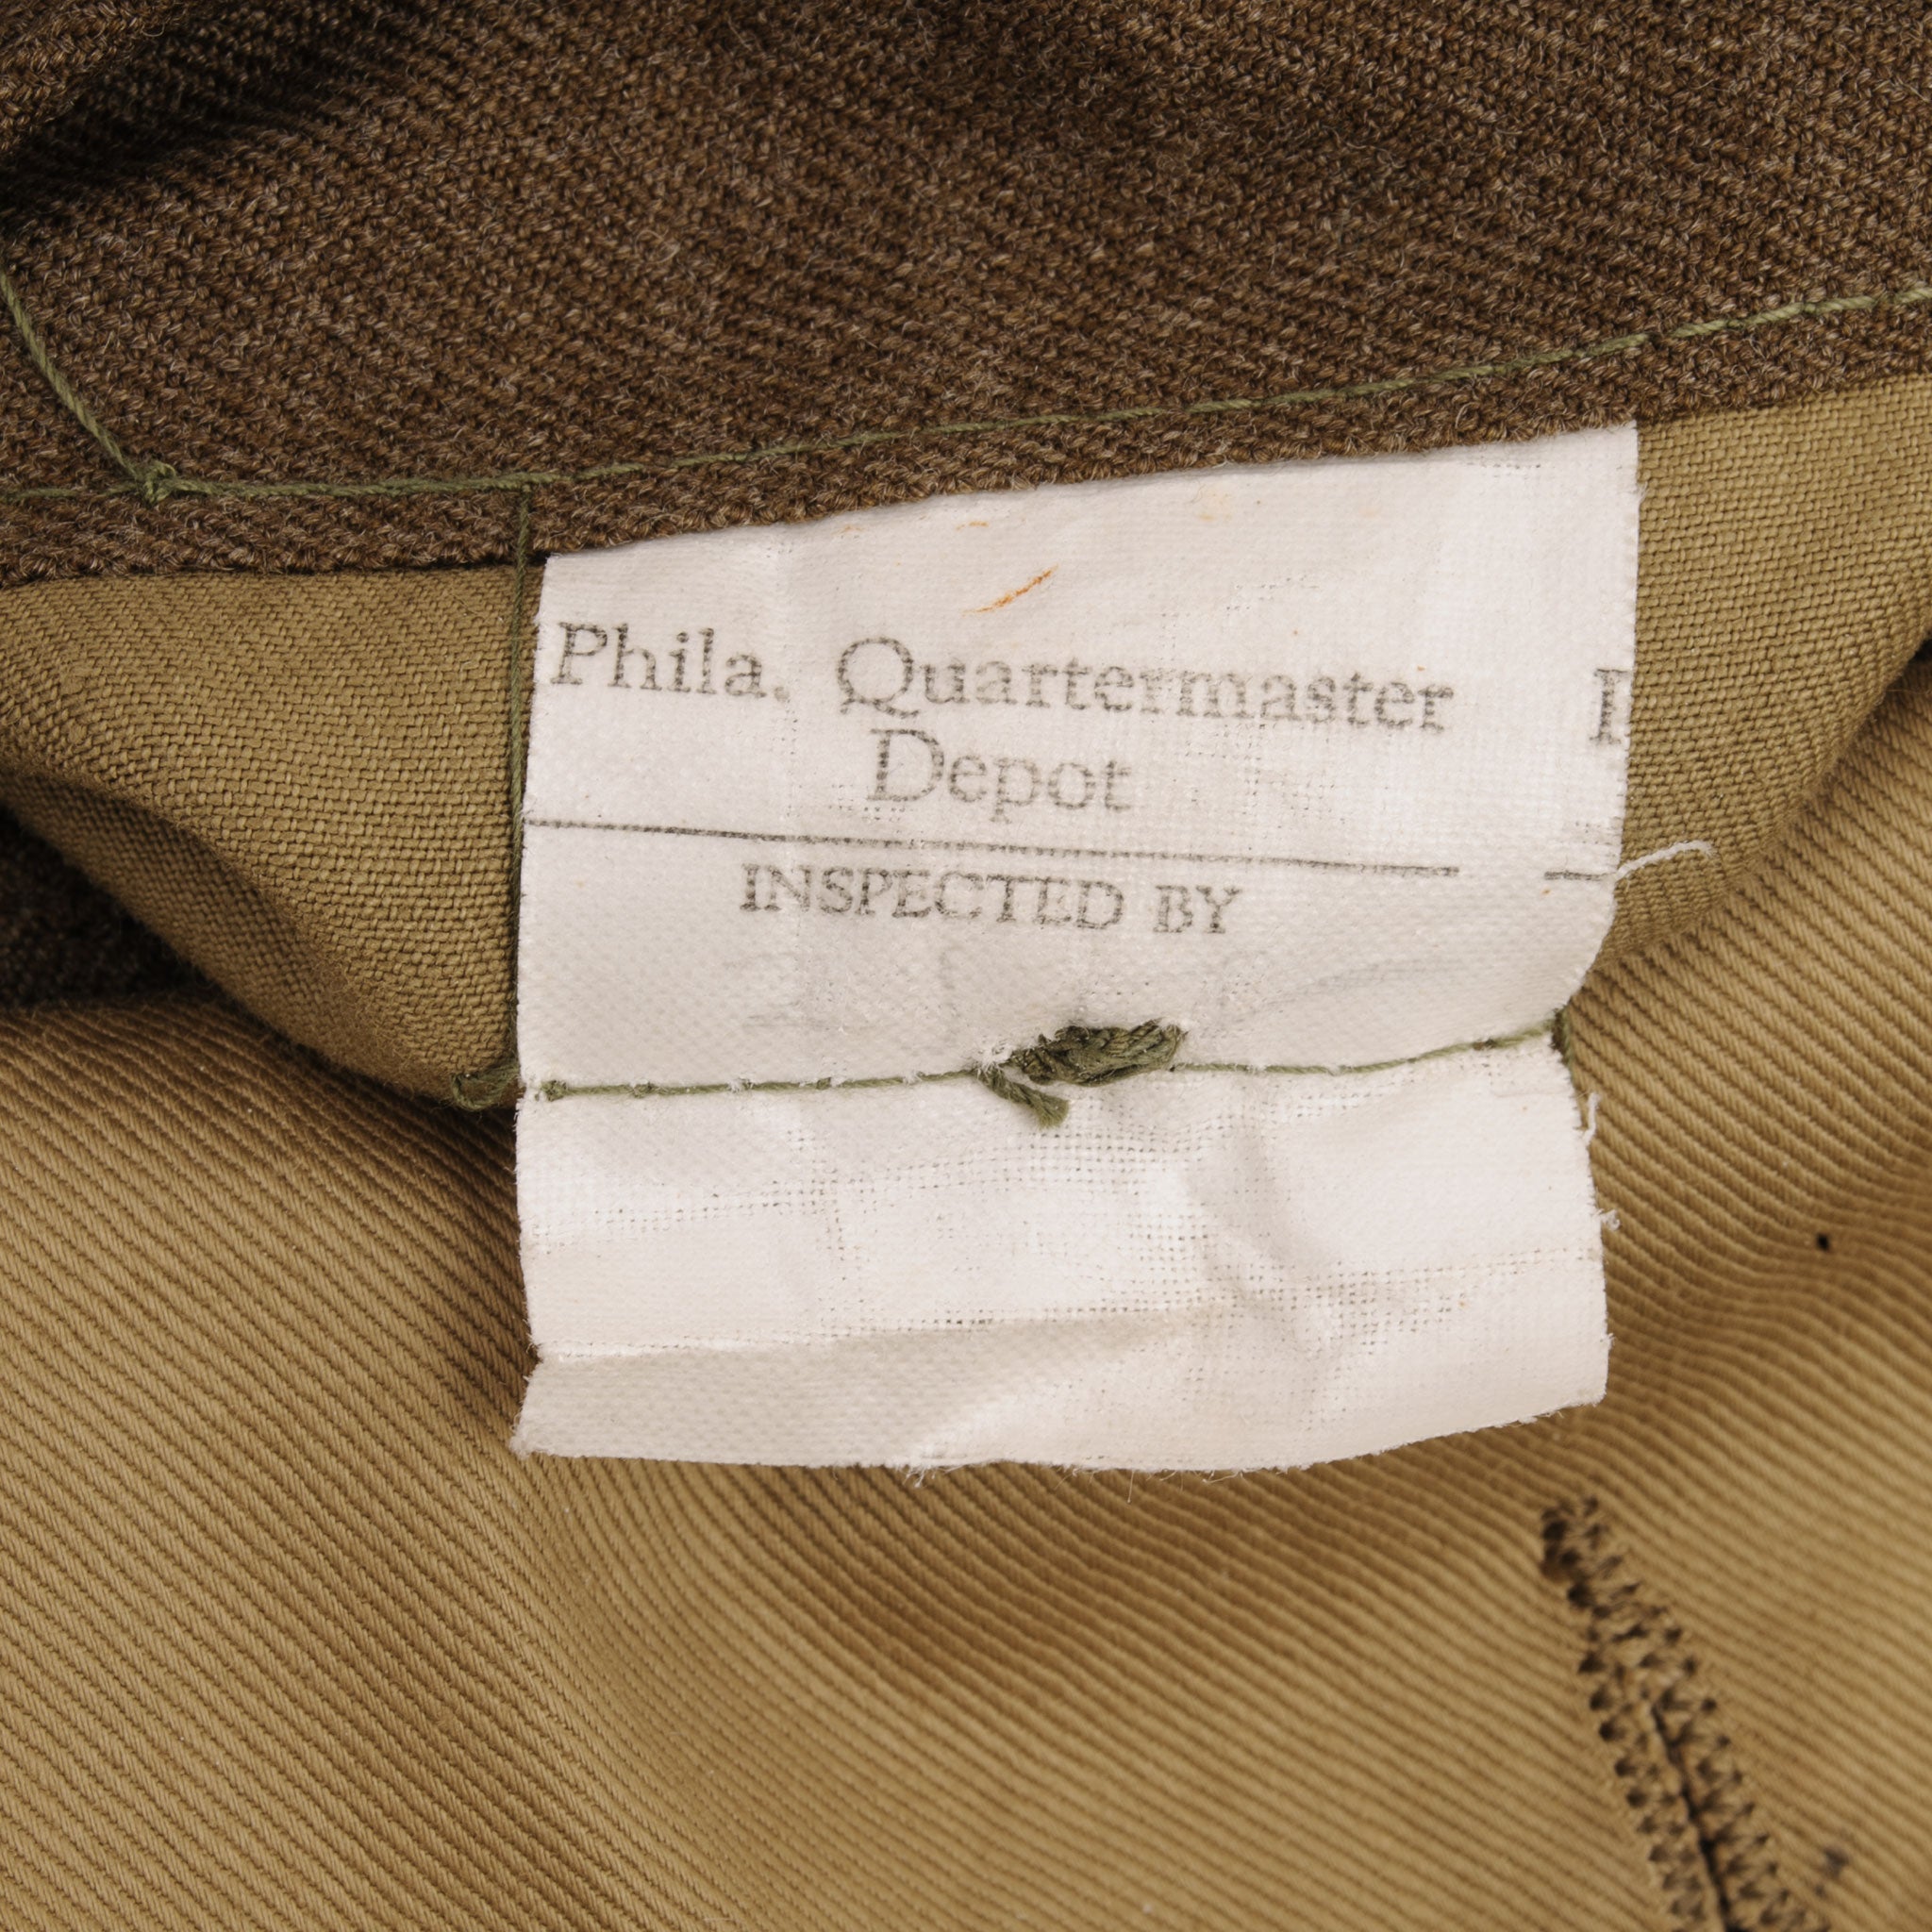 Phila. Quartermaster
Depot
INSPECTED BY